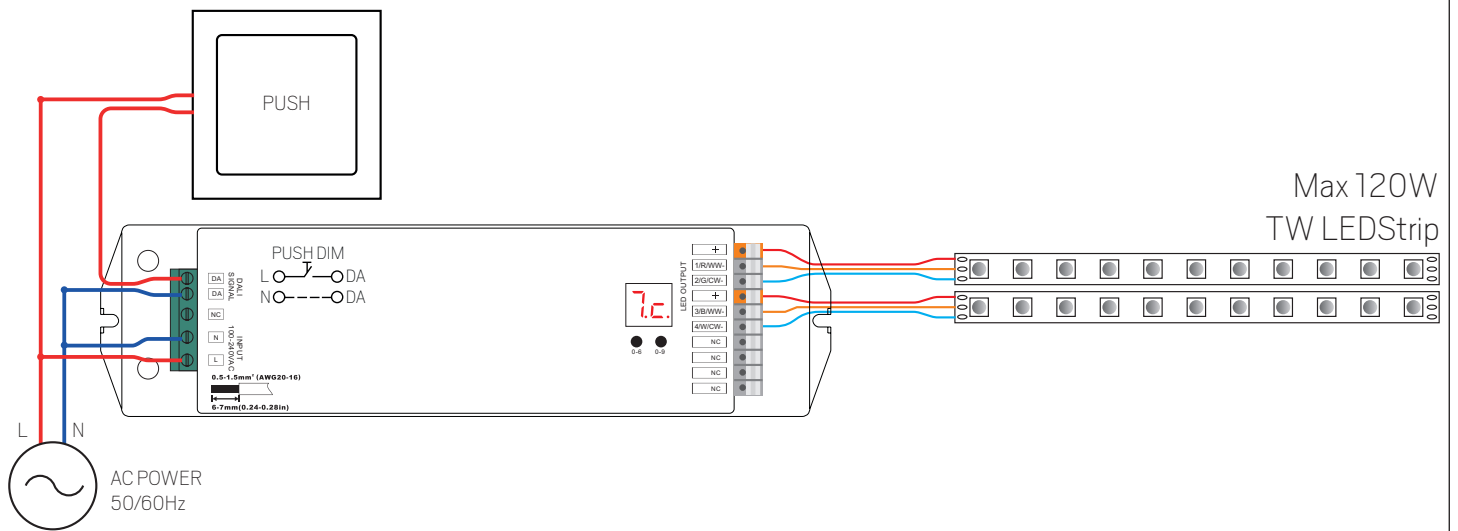 PUSH
Max 120W
TW LEDStrip
PUSH DIM
L DA
N DA
DA
DA
NC
N
L
DALI
SIGNAL
INPUT
100-240VAC
0.5-1.5mm² (AWG20-16)
6-7mm(0.24-0.28in)
7.c.
0-6 0-9
LED OUTPUT
+
1/R/WW-
2/G/CW-
+
3/B/WW-
4/W/CW-
NC
NC
NC
NC
L N
AC POWER
50/60Hz